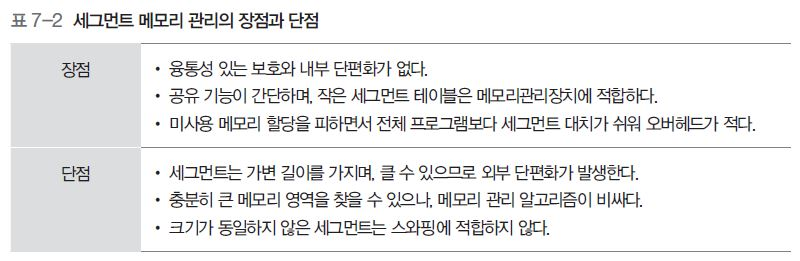 표 7-2 세그먼트 메모리 관리의 장점과 단점
장점
• 융통성 있는 보호와 내부 단편화가 없다.
• 공유 기능이 간단하며, 작은 세그먼트 테이블은 메모리관리장치에 적합하다.
• 미사용 메모리 할당을 피하면서 전체 프로그램보다 세그먼트 대치가 쉬워 오버헤드가 적다.
단점
• 세그먼트는 가변 길이를 가지며, 클 수 있으므로 외부 단편화가 발생한다.
• 충분히 큰 메모리 영역을 찾을 수 있으나, 메모리 관리 알고리즘이 비싸다.
• 크기가 동일하지 않은 세그먼트는 스와핑에 적합하지 않다.